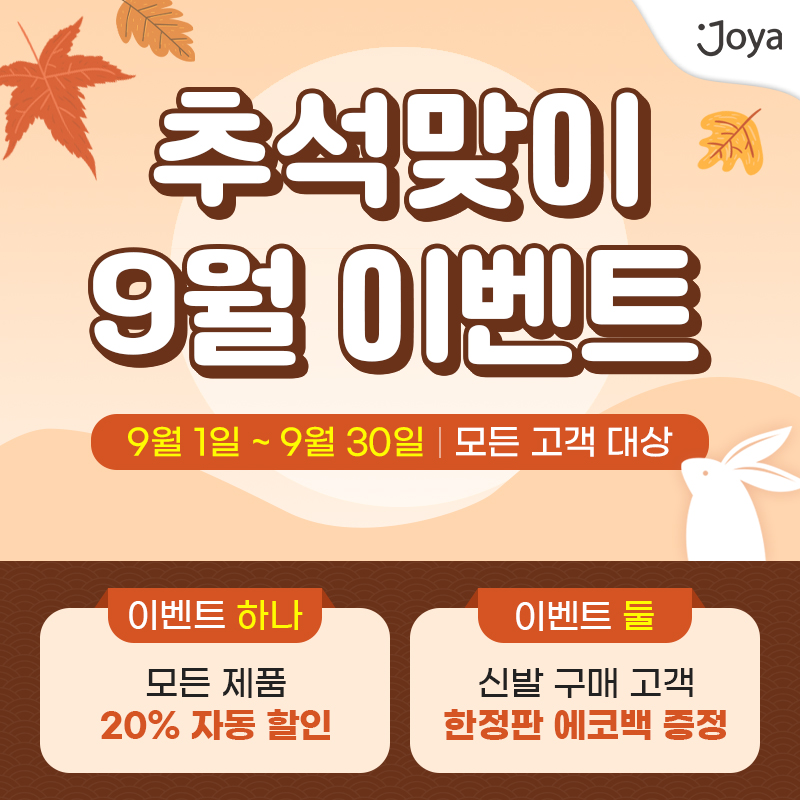 Joya
추석맞이
9월 이벤트
9월 1일 ~ 9월 30일 | 모든 고객 대상
이벤트 하나
모든 제품
20% 자동 할인
이벤트 둘
신발 구매 고객
한정판 에코백 증정